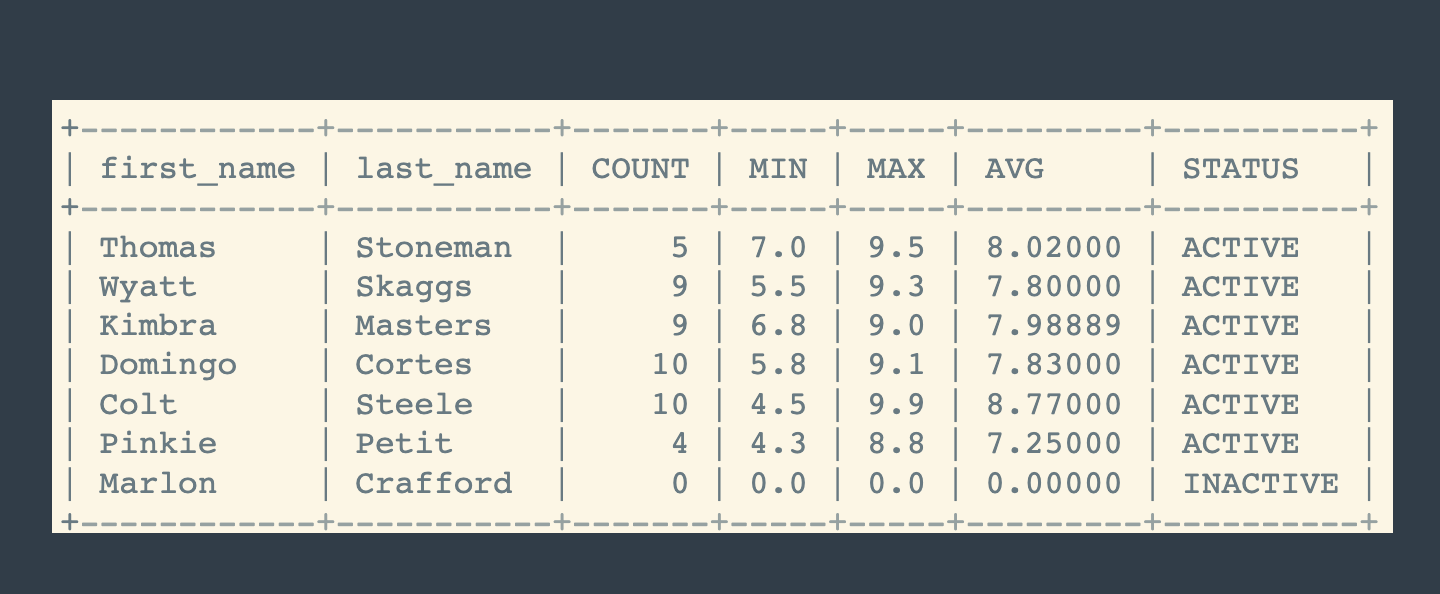 +------------+-----------+-------+-----+-----+---------+----------+
| first_name | last_name | COUNT | MIN | MAX | AVG     | STATUS   |
+------------+-----------+-------+-----+-----+---------+----------+
| Thomas     | Stoneman  |     5 | 7.0 | 9.5 | 8.02000 | ACTIVE   |
| Wyatt      | Skaggs    |     9 | 5.5 | 9.3 | 7.80000 | ACTIVE   |
| Kimbra     | Masters   |     9 | 6.8 | 9.0 | 7.98889 | ACTIVE   |
| Domingo    | Cortes    |    10 | 5.8 | 9.1 | 7.83000 | ACTIVE   |
| Colt       | Steele    |    10 | 4.5 | 9.9 | 8.77000 | ACTIVE   |
| Pinkie     | Petit     |     4 | 4.3 | 8.8 | 7.25000 | ACTIVE   |
| Marlon     | Crafford  |     0 | 0.0 | 0.0 | 0.00000 | INACTIVE |
+------------+-----------+-------+-----+-----+---------+----------+